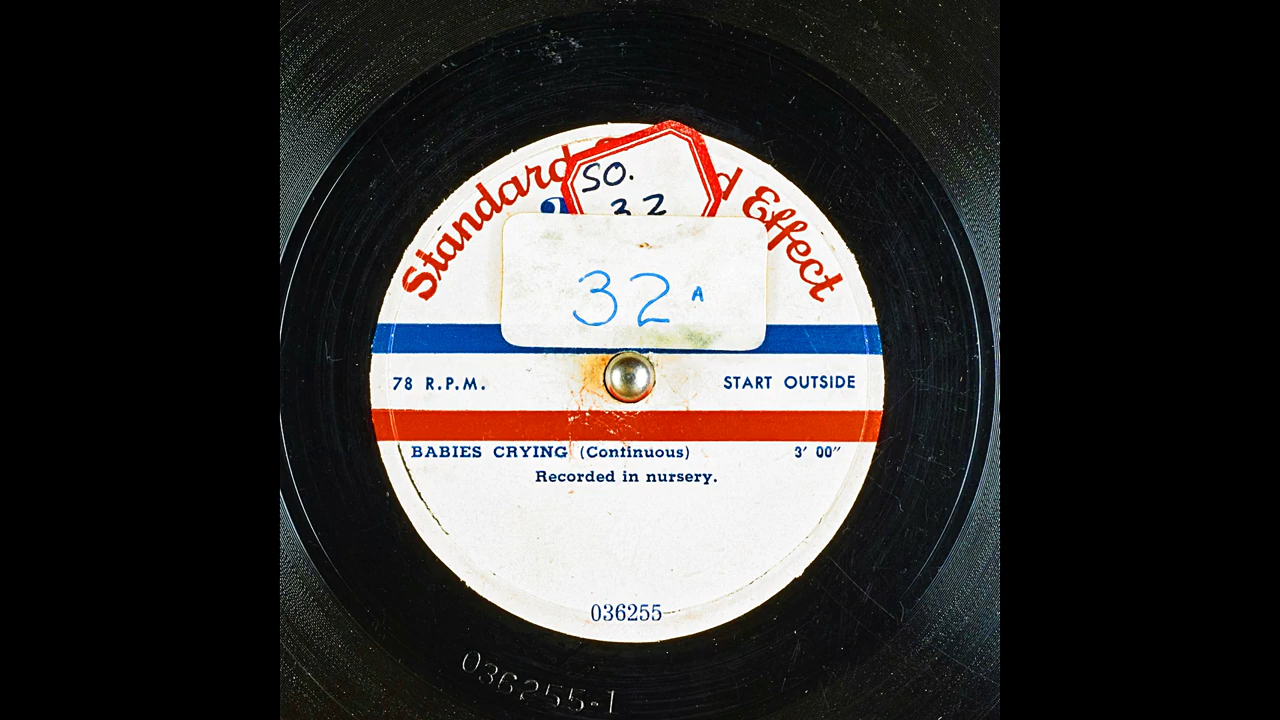 Standard d Effect
SO.
32
32 A
78 R.P.M. START OUTSIDE
BABIES CRYING (Continuous) 3' 00"
Recorded in nursery.
036255
036255-1